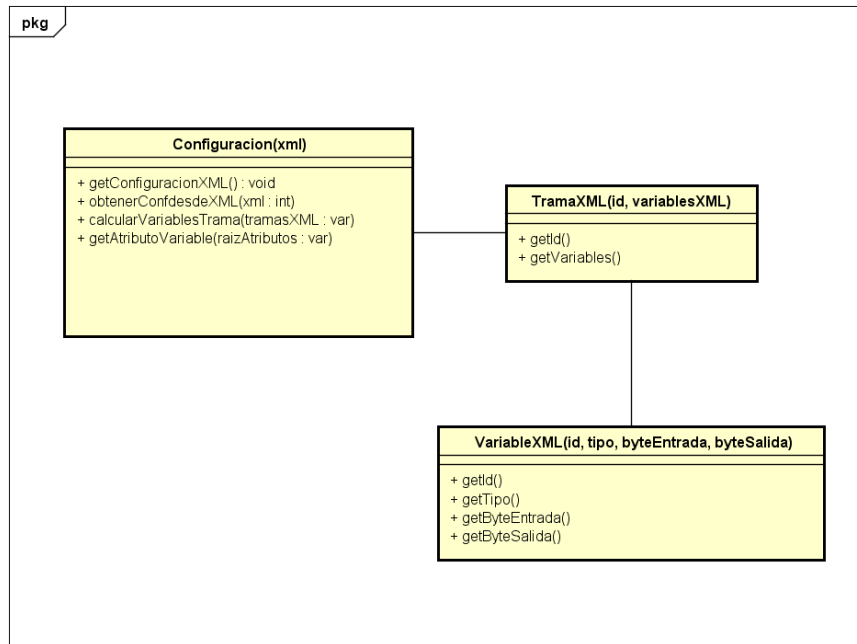 pkg
Configuracion(xml)
+ getConfiguracionXML() : void
+ obtenerConfdesdeXML(xml : int)
+ calcularVariablesTrama(tramasXML : var)
+ getAtributoVariable(raizAtributos : var)
TramaXML(id, variablesXML)
+ getId()
+ getVariables()
VariableXML(id, tipo, byteEntrada, byteSalida)
+ getId()
+ getTipo()
+ getByteEntrada()
+ getByteSalida()